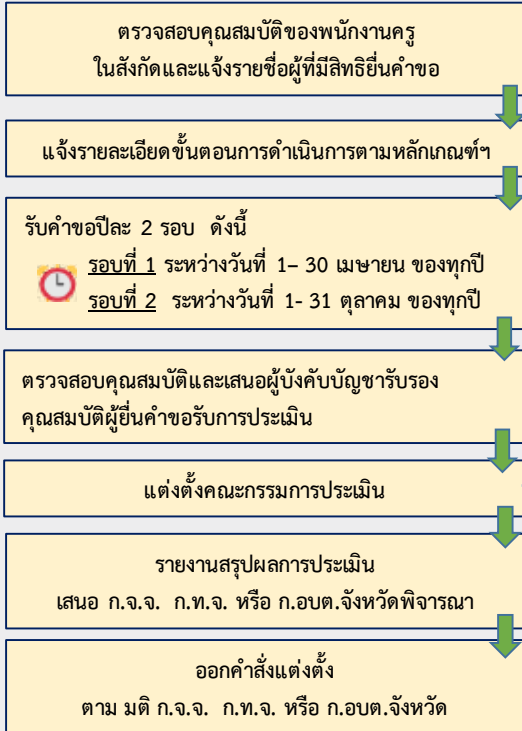 ตรวจสอบคุณสมบัติของพนักงานครู
ในสังกัดและแจ้งรายชื่อผู้ที่มีสิทธิยื่นคำขอ
แจ้งรายละเอียดขั้นตอนการดำเนินการตามหลักเกณฑ์ฯ
รับคำขอปีละ 2 รอบ ดังนี้
รอบที่ 1 ระหว่างวันที่ 1– 30 เมษายน ของทุกปี
รอบที่ 2 ระหว่างวันที่ 1- 31 ตุลาคม ของทุกปี
ตรวจสอบคุณสมบัติและเสนอผู้บังคับบัญชารับรอง
คุณสมบัติผู้ยื่นคำขอรับการประเมิน
แต่งตั้งคณะกรรมการประเมิน
รายงานสรุปผลการประเมิน
เสนอ ก.จ.จ. ก.ท.จ. หรือ ก.อบต.จังหวัดพิจารณา
ออกคำสั่งแต่งตั้ง
ตาม มติ ก.จ.จ. ก.ท.จ. หรือ ก.อบต.จังหวัด